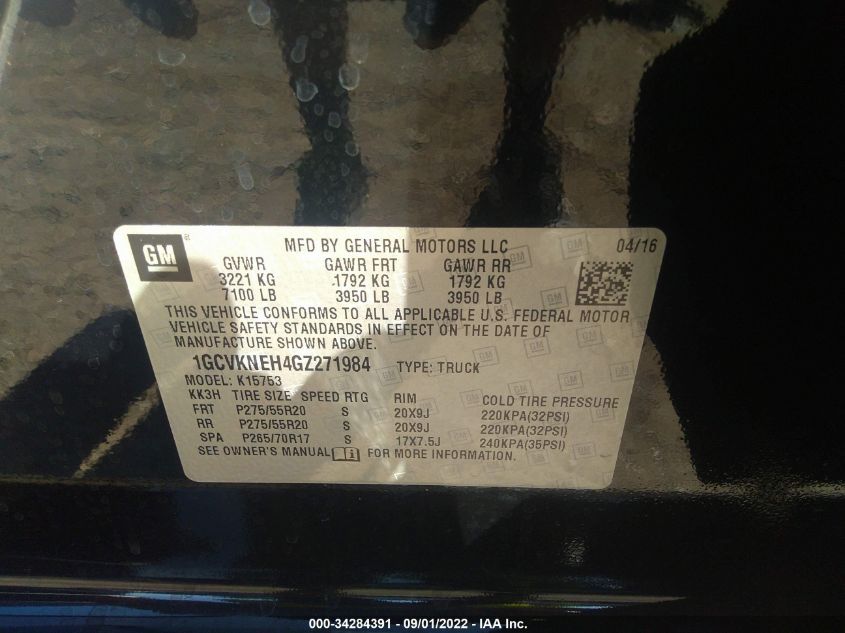 GM
MFD BY GENERAL MOTORS LLC 04/16
GVWR GAWR FRT GAWR RR
3221 KG 1792 KG 1792 KG
7100 LB 3950 LB 3950 LB
THIS VEHICLE CONFORMS TO ALL APPLICABLE U.S. FEDERAL MOTOR
VEHICLE SAFETY STANDARDS IN EFFECT ON THE DATE OF
MANUFACTURE SHOWN ABOVE.
1GCVKNEH4GZ271984 TYPE: TRUCK
MODEL: K15753
KK3H TIRE SIZE SPEED RTG RIM COLD TIRE PRESSURE
FRT P275/55R20 S 20X9J 220KPA(32PSI)
RR P275/55R20 S 20X9J 220KPA(32PSI)
SPA P265/70R17 S 17X7.5J 240KPA(35PSI)
SEE OWNER'S MANUAL FOR MORE INFORMATION.
000-34284391 - 09/01/2022 - IAA Inc.